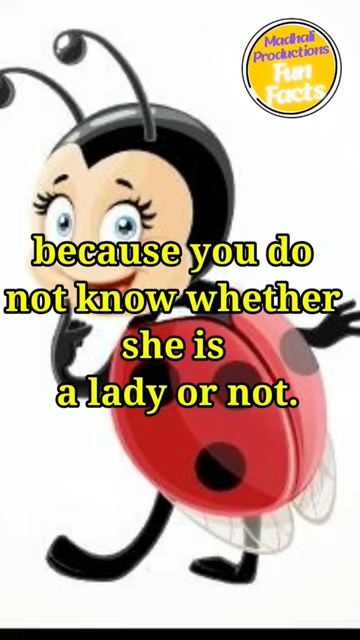 Madhali
Productions
Fun
Facts
because you do
not know whether
she is
a lady or not.